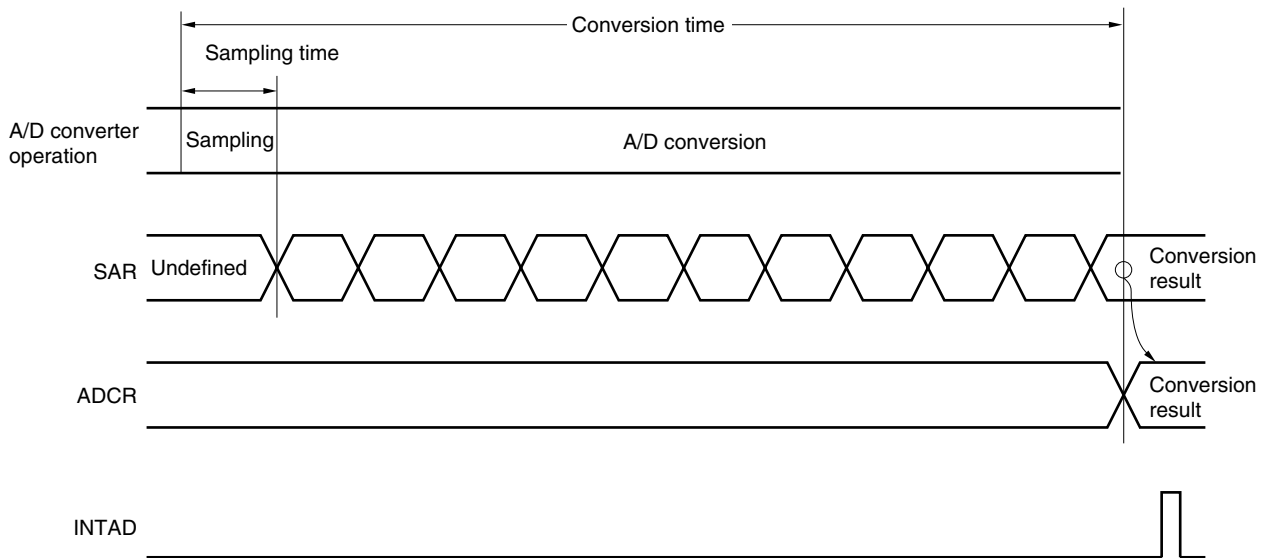 Conversion time
Sampling time
A/D converter
operation
Sampling
A/D conversion
SAR
Undefined
Conversion
result
ADCR
Conversion
result
INTAD